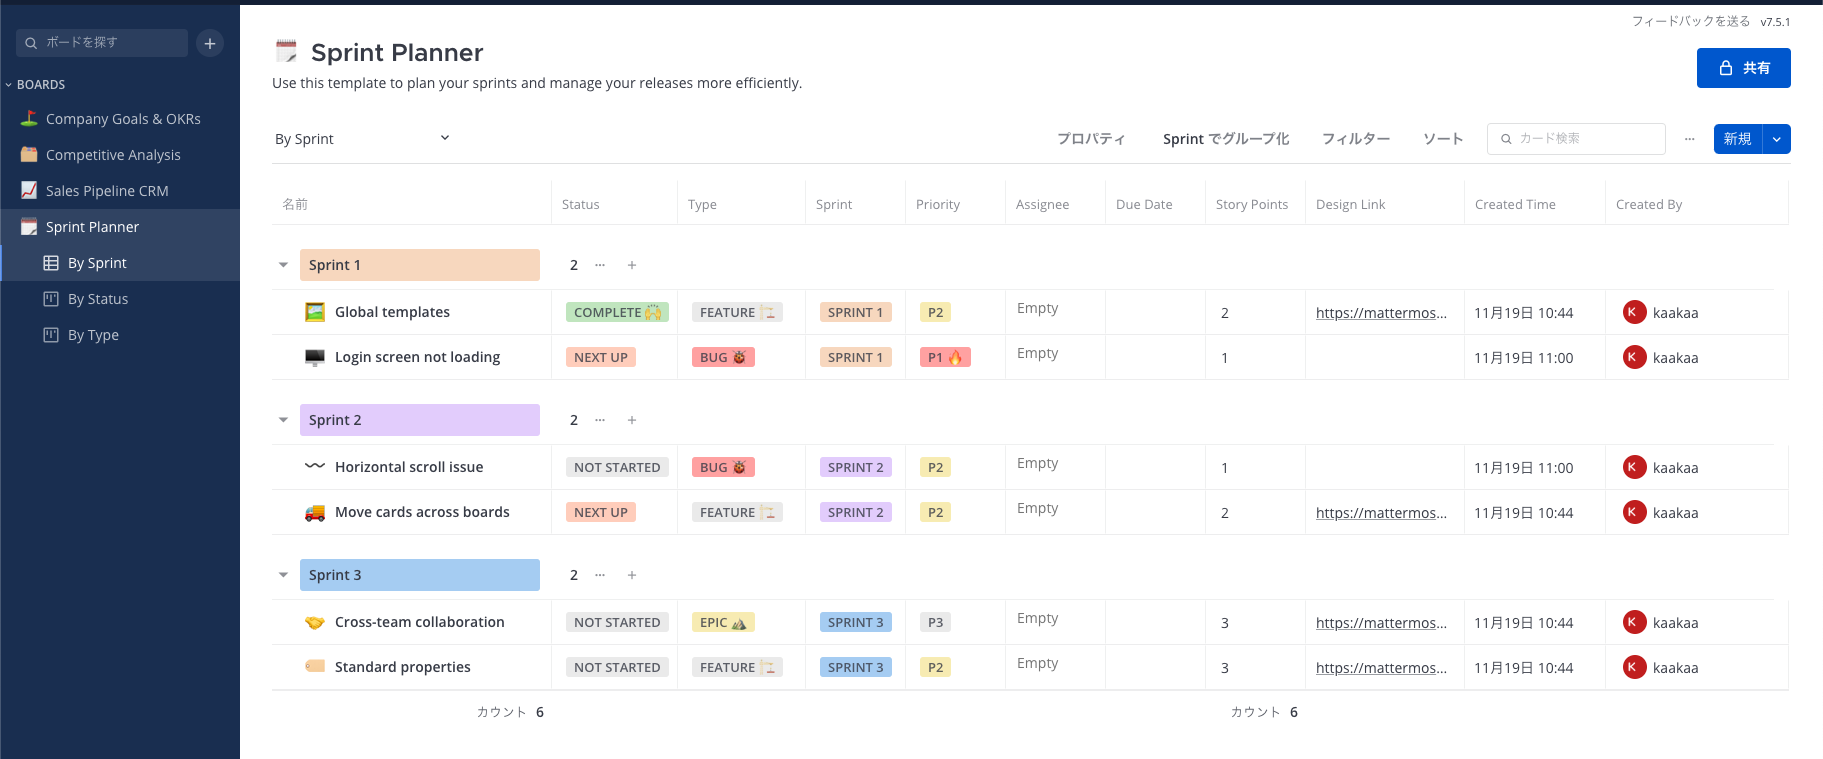 フィードバックを送る v7.5.1
ボードを探す
BOARDS
Company Goals & OKRs
Competitive Analysis
Sales Pipeline CRM
Sprint Planner
By Sprint
By Status
By Type
Sprint Planner
Use this template to plan your sprints and manage your releases more efficiently.
共有
By Sprint プロパティ Sprint でグループ化 フィルター ソート カード検索 ... 新規
名前 Status Type Sprint Priority Assignee Due Date Story Points Design Link Created Time Created By
Sprint 1 2 ... +
Global templates COMPLETE 🙌 FEATURE 🏗️ SPRINT 1 P2 Empty 2 https://mattermos... 11月19日 10:44 K kaakaa
Login screen not loading NEXT UP BUG 🐞 SPRINT 1 P1 🔥 Empty 1 11月19日 11:00 K kaakaa
Sprint 2 2 ... +
Horizontal scroll issue NOT STARTED BUG 🐞 SPRINT 2 P2 Empty 1 11月19日 11:00 K kaakaa
Move cards across boards NEXT UP FEATURE 🏗️ SPRINT 2 P2 Empty 2 https://mattermos... 11月19日 10:44 K kaakaa
Sprint 3 2 ... +
Cross-team collaboration NOT STARTED EPIC ⛰️ SPRINT 3 P3 Empty 3 https://mattermos... 11月19日 10:44 K kaakaa
Standard properties NOT STARTED FEATURE 🏗️ SPRINT 3 P2 Empty 3 https://mattermos... 11月19日 10:44 K kaakaa
カウント 6 カウント 6